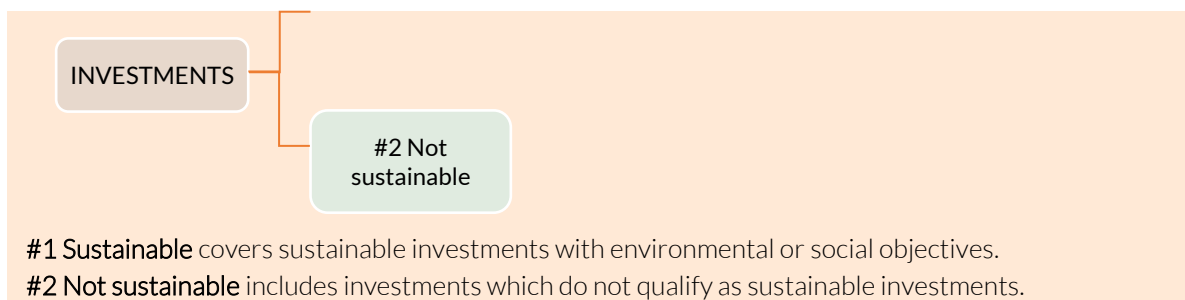 INVESTMENTS
#2 Not
sustainable
#1 Sustainable covers sustainable investments with environmental or social objectives.
#2 Not sustainable includes investments which do not qualify as sustainable investments.